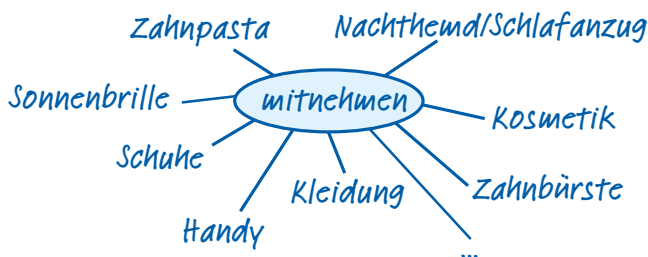 Zahnpasta
Nachthemd/Schlafanzug
Sonnenbrille
mitnehmen
Kosmetik
Schuhe
Kleidung
Zahnbürste
Handy
...